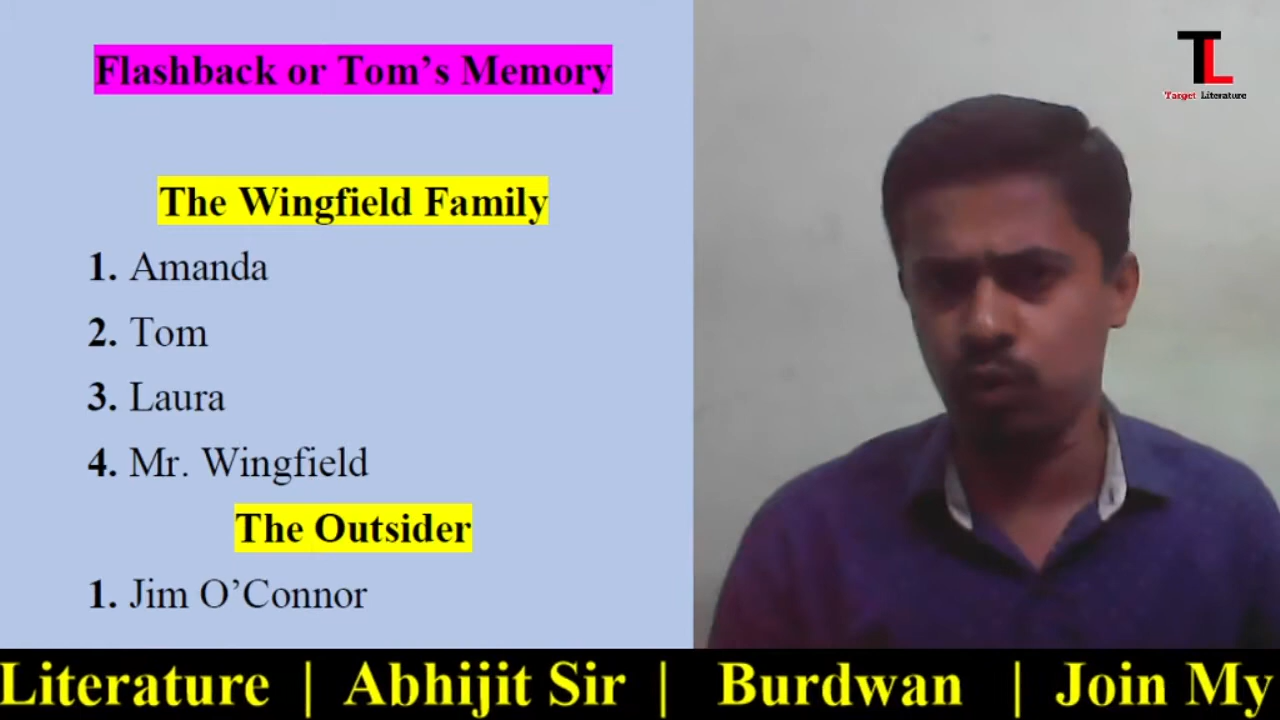 Flashback or Tom’s Memory
The Wingfield Family
1. Amanda
2. Tom
3. Laura
4. Mr. Wingfield
The Outsider
1. Jim O’Connor
TL
Target Literature
Literature | Abhijit Sir | Burdwan | Join My